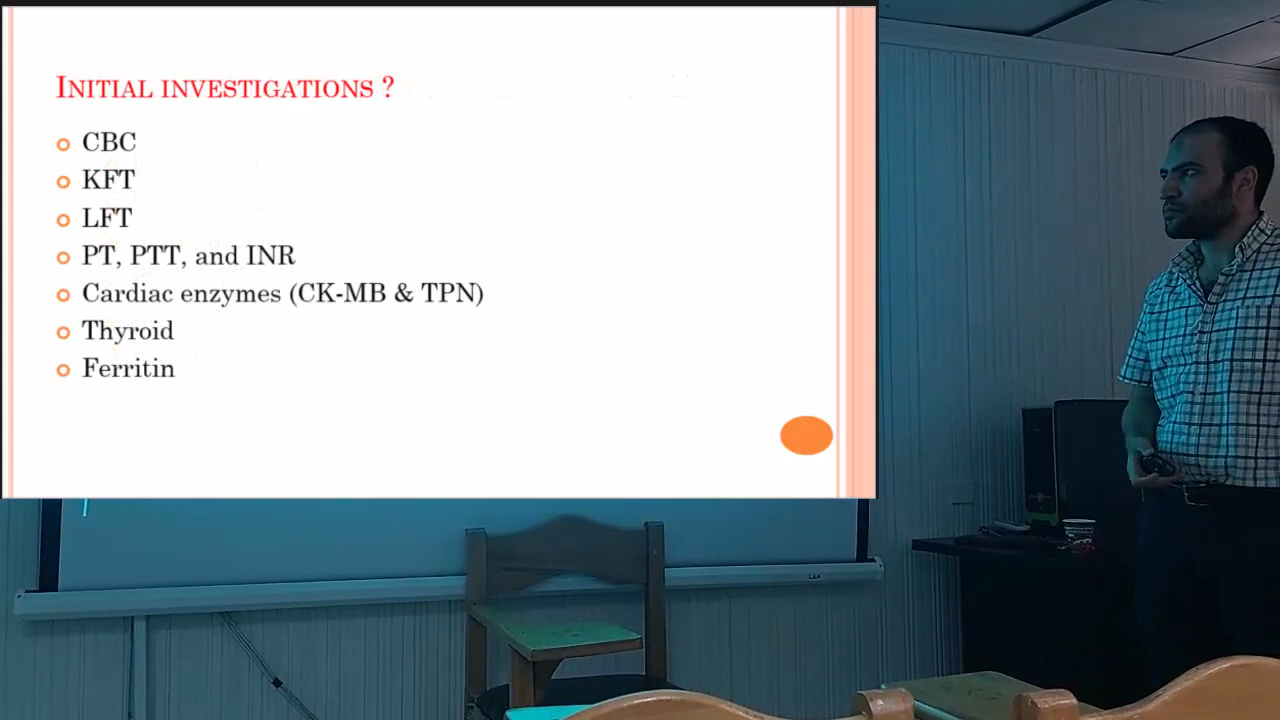 INITIAL INVESTIGATIONS ?
CBC
KFT
LFT
PT, PTT, and INR
Cardiac enzymes (CK-MB & TPN)
Thyroid
Ferritin